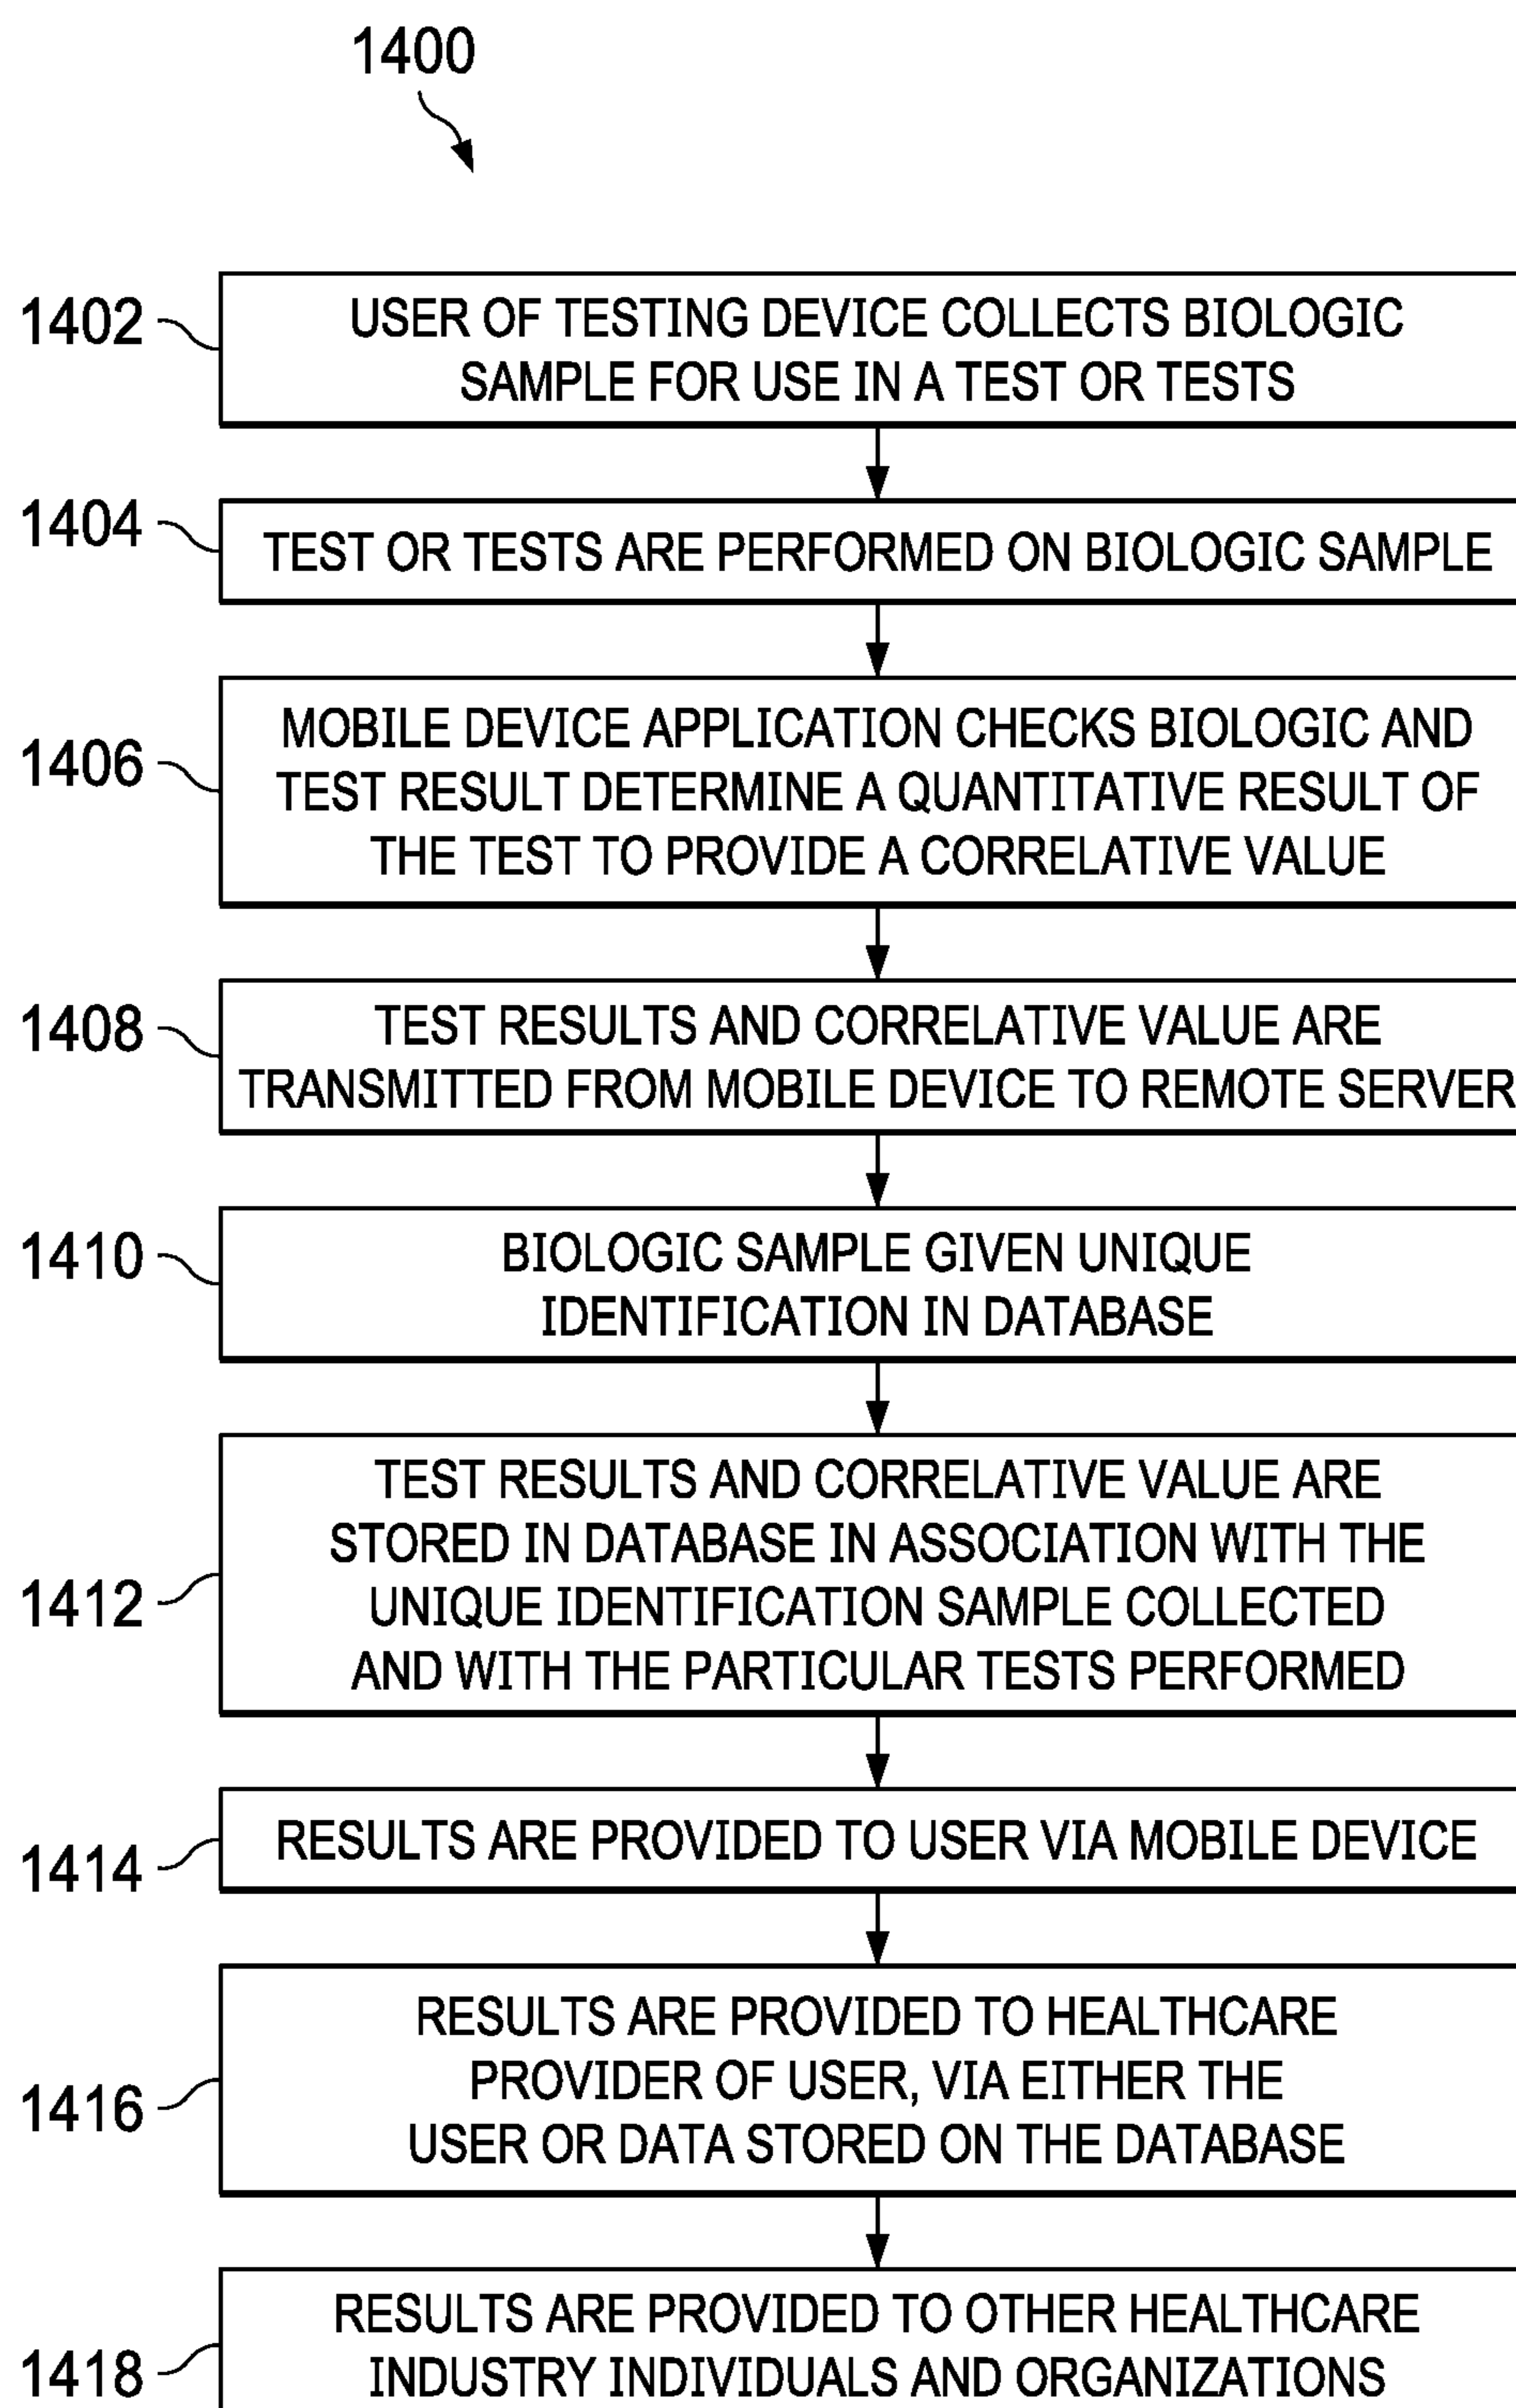 1400
1402
USER OF TESTING DEVICE COLLECTS BIOLOGIC
SAMPLE FOR USE IN A TEST OR TESTS
1404
TEST OR TESTS ARE PERFORMED ON BIOLOGIC SAMPLE
1406
MOBILE DEVICE APPLICATION CHECKS BIOLOGIC AND
TEST RESULT DETERMINE A QUANTITATIVE RESULT OF
THE TEST TO PROVIDE A CORRELATIVE VALUE
1408
TEST RESULTS AND CORRELATIVE VALUE ARE
TRANSMITTED FROM MOBILE DEVICE TO REMOTE SERVER
1410
BIOLOGIC SAMPLE GIVEN UNIQUE
IDENTIFICATION IN DATABASE
1412
TEST RESULTS AND CORRELATIVE VALUE ARE
STORED IN DATABASE IN ASSOCIATION WITH THE
UNIQUE IDENTIFICATION SAMPLE COLLECTED
AND WITH THE PARTICULAR TESTS PERFORMED
1414
RESULTS ARE PROVIDED TO USER VIA MOBILE DEVICE
1416
RESULTS ARE PROVIDED TO HEALTHCARE
PROVIDER OF USER, VIA EITHER THE
USER OR DATA STORED ON THE DATABASE
1418
RESULTS ARE PROVIDED TO OTHER HEALTHCARE
INDUSTRY INDIVIDUALS AND ORGANIZATIONS